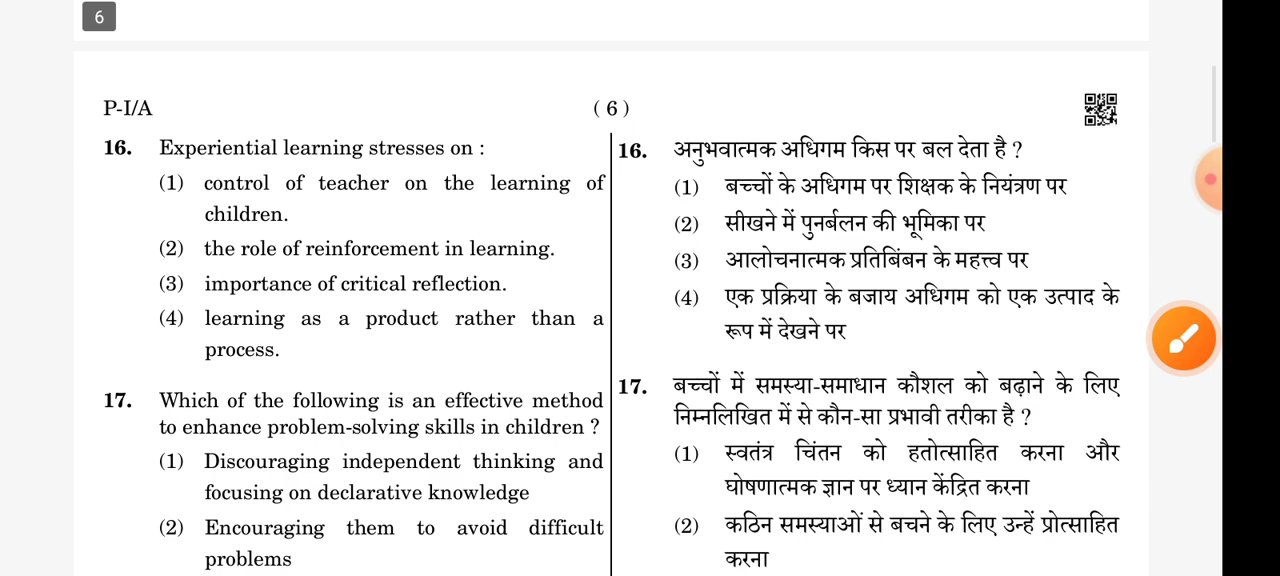 6
P-I/A
( 6 )
16. Experiential learning stresses on :
(1) control of teacher on the learning of
children.
(2) the role of reinforcement in learning.
(3) importance of critical reflection.
(4) learning as a product rather than a
process.
17. Which of the following is an effective method
to enhance problem-solving skills in children ?
(1) Discouraging independent thinking and
focusing on declarative knowledge
(2) Encouraging them to avoid difficult
problems
16. अनुभवात्मक अधिगम किस पर बल देता है ?
(1) बच्चों के अधिगम पर शिक्षक के नियंत्रण पर
(2) सीखने में पुनर्बलन की भूमिका पर
(3) आलोचनात्मक प्रतिबिंबन के महत्त्व पर
(4) एक प्रक्रिया के बजाय अधिगम को एक उत्पाद के
रूप में देखने पर
17. बच्चों में समस्या-समाधान कौशल को बढ़ाने के लिए
निम्नलिखित में से कौन-सा प्रभावी तरीका है ?
(1) स्वतंत्र चिंतन को हतोत्साहित करना और
घोषणात्मक ज्ञान पर ध्यान केंद्रित करना
(2) कठिन समस्याओं से बचने के लिए उन्हें प्रोत्साहित
करना